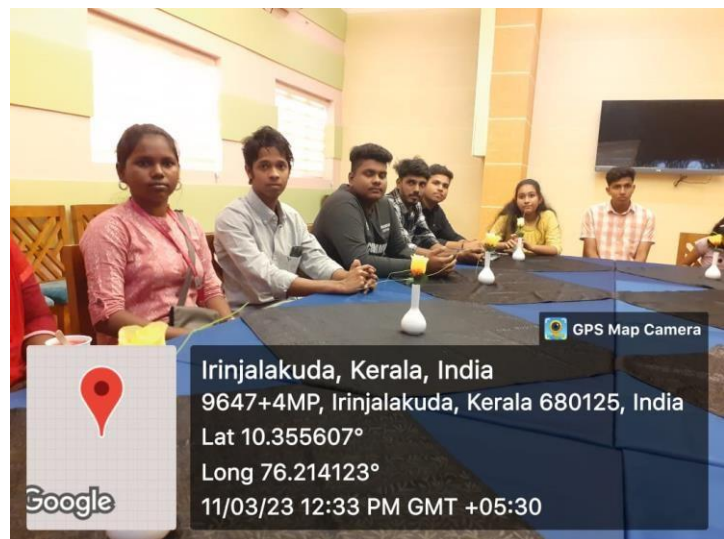 GPS Map Camera
Irinjalakuda, Kerala, India
9647+4MP, Irinjalakuda, Kerala 680125, India
Lat 10.355607°
Long 76.214123°
11/03/23 12:33 PM GMT +05:30
Google